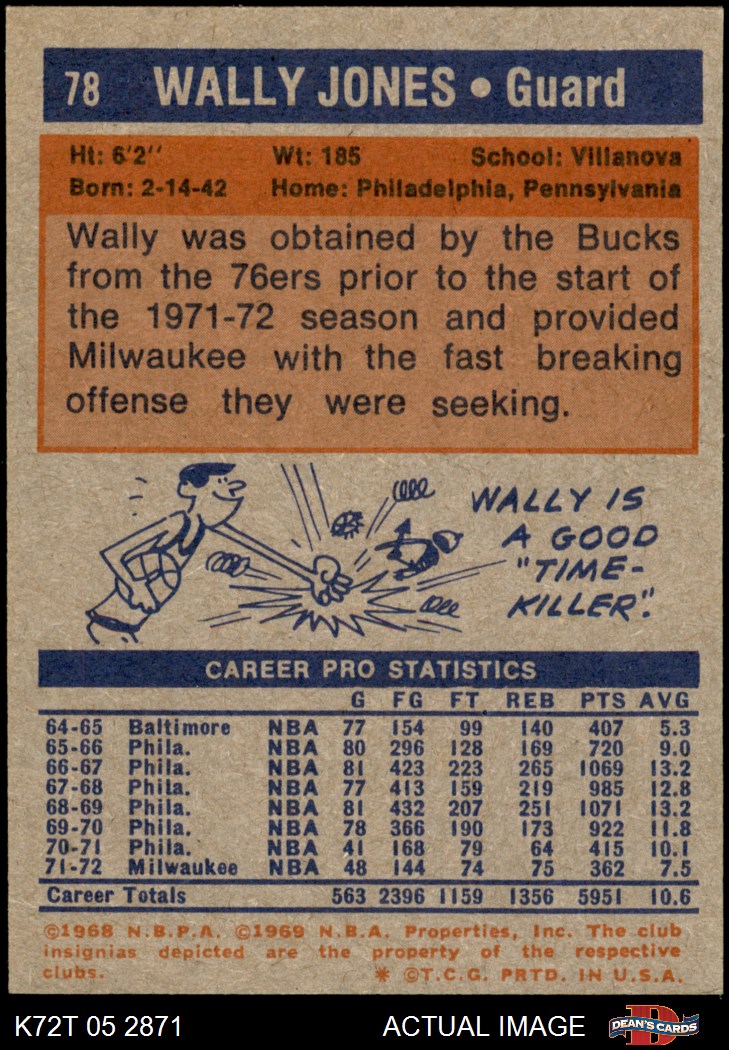 78 WALLY JONES • Guard
Ht: 6'2'' Wt: 185 School: Villanova
Born: 2-14-42 Home: Philadelphia, Pennsylvania
Wally was obtained by the Bucks
from the 76ers prior to the start of
the 1971-72 season and provided
Milwaukee with the fast breaking
offense they were seeking.
WALLY IS
A GOOD
"TIME-
KILLER".
CAREER PRO STATISTICS
G FG FT REB PTS AVG
64-65 Baltimore NBA 77 154 99 140 407 5.3
65-66 Phila. NBA 80 296 128 169 720 9.0
66-67 Phila. NBA 81 423 223 265 1069 13.2
67-68 Phila. NBA 77 413 159 219 985 12.8
68-69 Phila. NBA 81 432 207 251 1071 13.2
69-70 Phila. NBA 78 366 190 173 922 11.8
70-71 Phila. NBA 41 168 79 64 415 10.1
71-72 Milwaukee NBA 48 144 74 75 362 7.5
Career Totals 563 2396 1159 1356 5951 10.6
©1968 N.B.P.A. ©1969 N.B.A. Properties, Inc. The club
insignias depicted are the property of the respective
clubs. * ©T.C.G. PRTD. IN U.S.A.
K72T 05 2871 ACTUAL IMAGE D DEAN'S CARDS